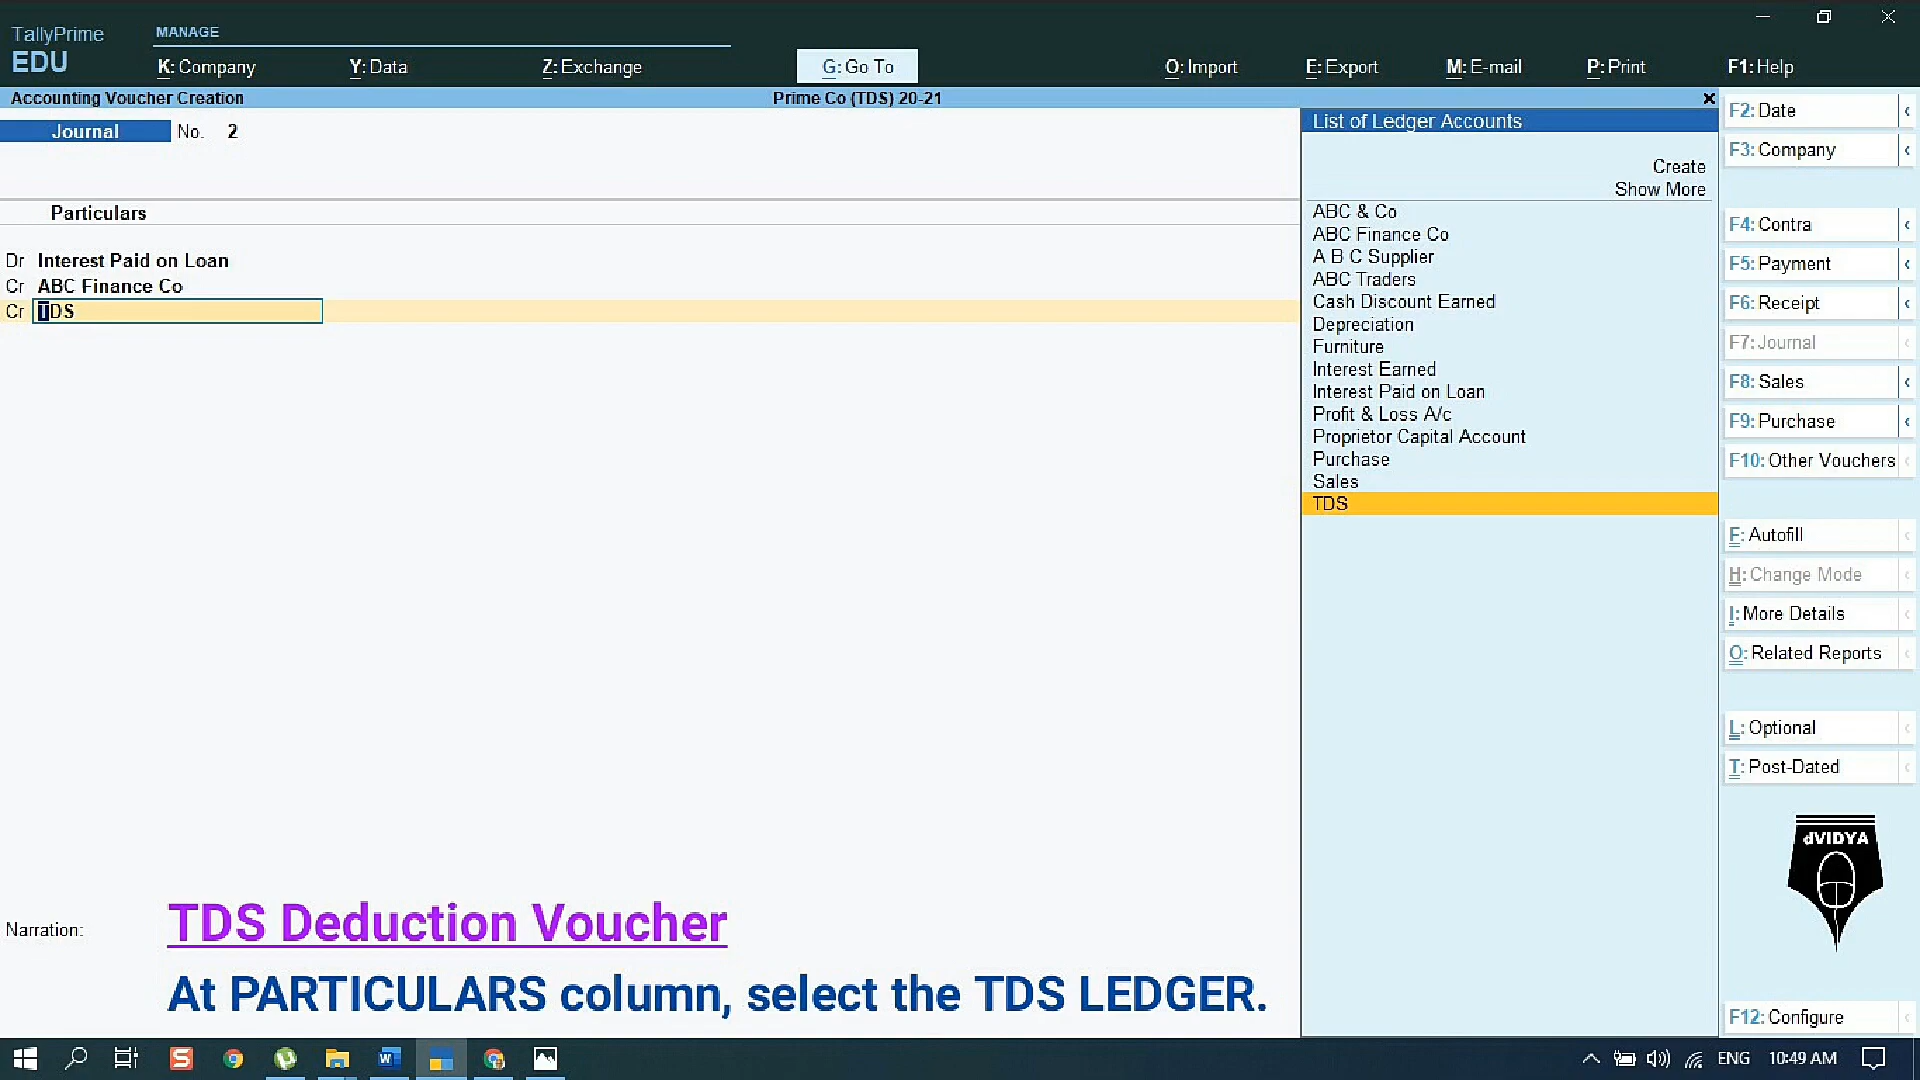 TallyPrime
EDU
MANAGE
K: Company Y: Data Z: Exchange G: Go To O: Import E: Export M: E-mail P: Print F1: Help
Accounting Voucher Creation Prime Co (TDS) 20-21
Journal No. 2
Particulars
Dr Interest Paid on Loan
Cr ABC Finance Co
Cr TDS
Narration:
TDS Deduction Voucher
At PARTICULARS column, select the TDS LEDGER.
List of Ledger Accounts
Create
Show More
ABC & Co
ABC Finance Co
A B C Supplier
ABC Traders
Cash Discount Earned
Depreciation
Furniture
Interest Earned
Interest Paid on Loan
Profit & Loss A/c
Proprietor Capital Account
Purchase
Sales
TDS
F2: Date
F3: Company
F4: Contra
F5: Payment
F6: Receipt
F7: Journal
F8: Sales
F9: Purchase
F10: Other Vouchers
F: Autofill
H: Change Mode
I: More Details
O: Related Reports
L: Optional
T: Post-Dated
dVIDYA
F12: Configure
ENG 10:49 AM